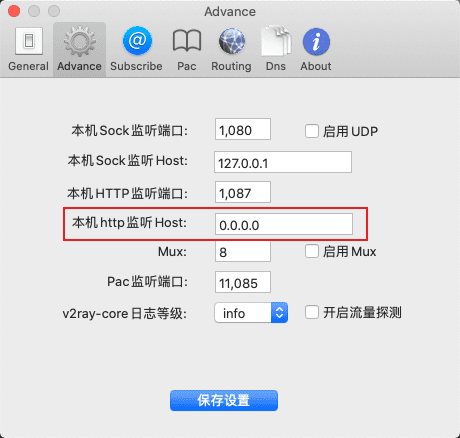 Advance
General Advance Subscribe Pac Routing Dns About
本机Sock监听端口: 1,080 启用UDP
本机Sock监听Host: 127.0.0.1
本机HTTP监听端口: 1,087
本机http监听Host: 0.0.0.0
Mux: 8 启用Mux
Pac监听端口: 11,085
v2ray-core日志等级: info 开启流量探测
保存设置